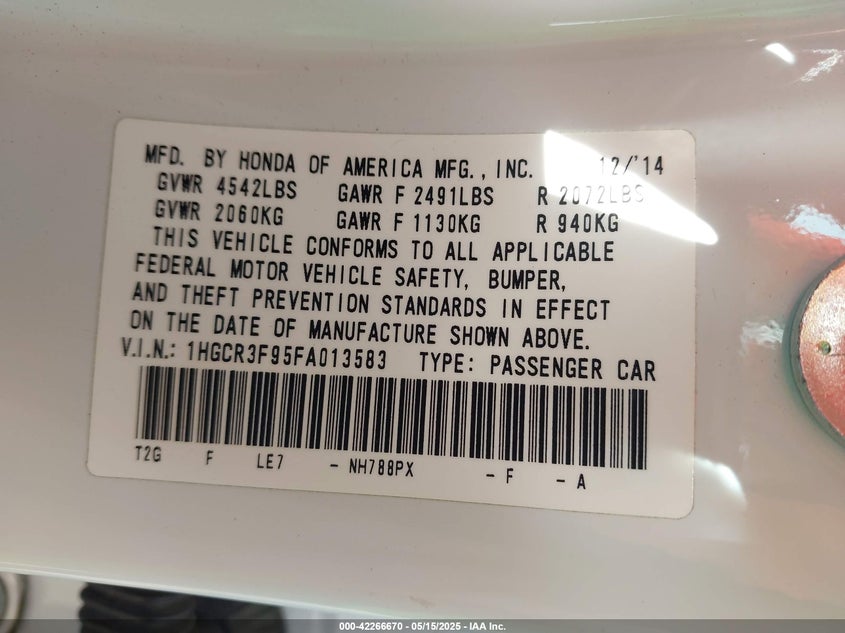 MFD. BY HONDA OF AMERICA MFG., INC. 12/'14
GVWR 4542LBS GAWR F 2491LBS R 2072LBS
GVWR 2060KG GAWR F 1130KG R 940KG
THIS VEHICLE CONFORMS TO ALL APPLICABLE
FEDERAL MOTOR VEHICLE SAFETY, BUMPER,
AND THEFT PREVENTION STANDARDS IN EFFECT
ON THE DATE OF MANUFACTURE SHOWN ABOVE.
V.I.N.: 1HGCR3F95FA013583 TYPE: PASSENGER CAR
T2G F LE7 - NH788PX - F - A
000-42266670 - 05/15/2025 - IAA Inc.